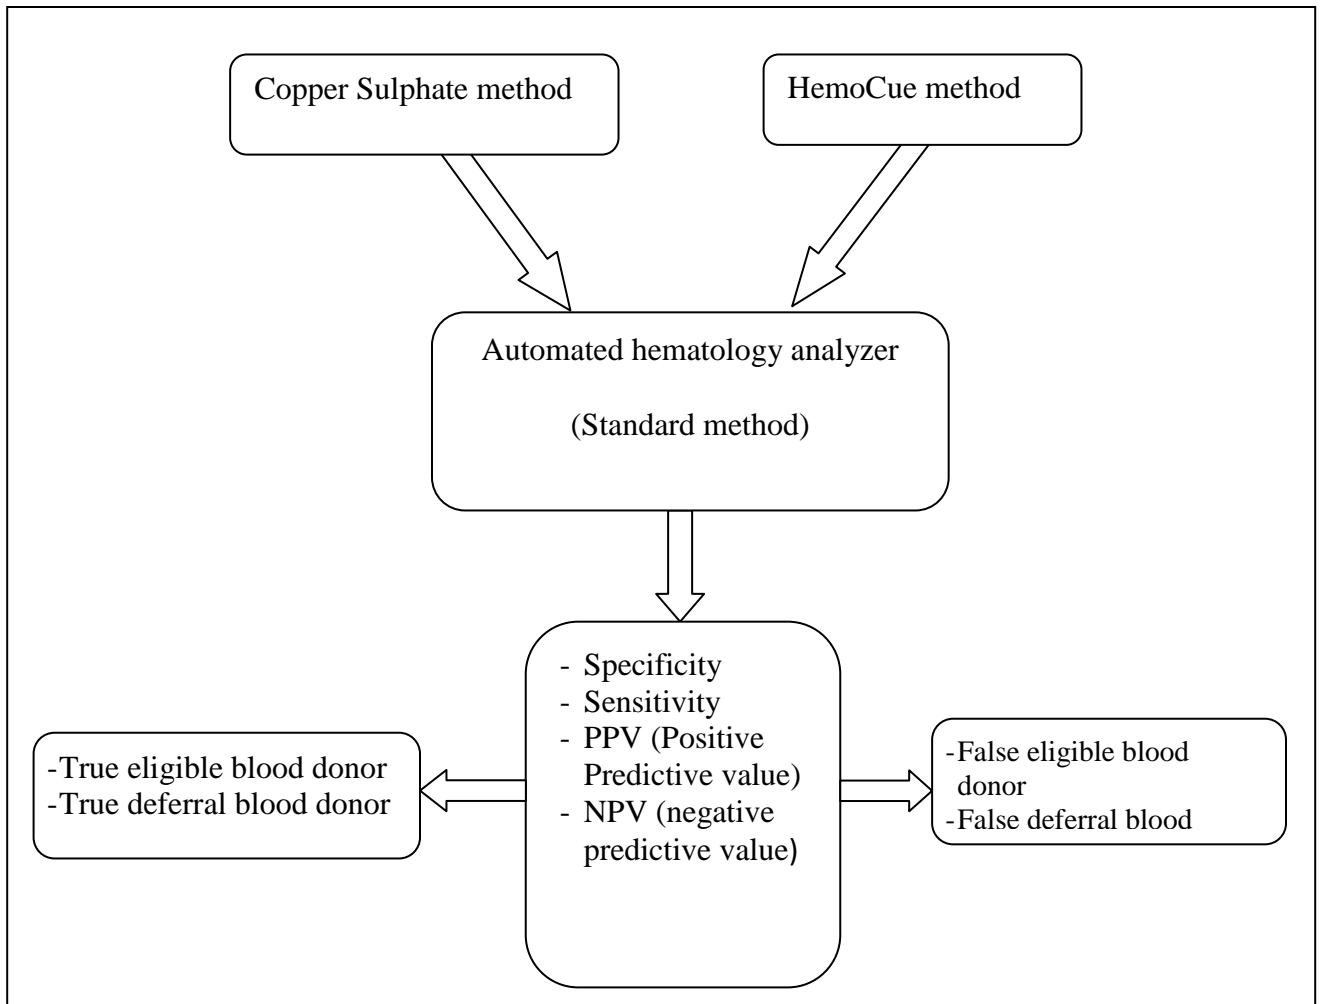 Copper Sulphate method
HemoCue method
Automated hematology analyzer
(Standard method)
- Specificity
- Sensitivity
- PPV (Positive
Predictive value)
- NPV (negative
predictive value)
-True eligible blood donor
-True deferral blood donor
-False eligible blood
donor
-False deferral blood